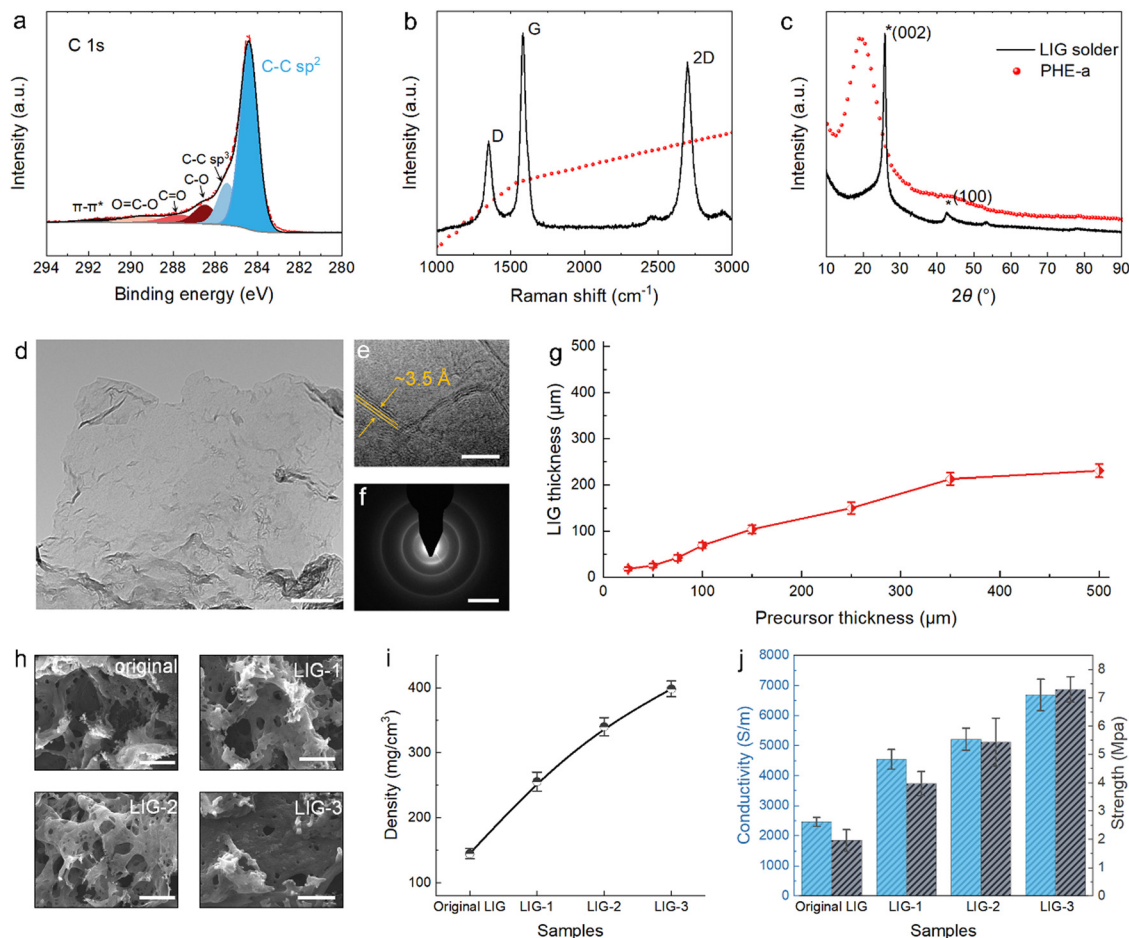 a
C 1s
C-C sp²
C-C sp³
C-O
C=O
O=C-O
π-π*
Intensity (a.u.)
294 292 290 288 286 284 282 280
Binding energy (eV)
b
G
2D
D
Intensity (a.u.)
1000 1500 2000 2500 3000
Raman shift (cm⁻¹)
c
*(002)
LIG solder
PHE-a
*(100)
Intensity (a.u.)
10 20 30 40 50 60 70 80 90
2θ (°)
d
e
~3.5 Å
f
g
500
400
300
200
100
0
LIG thickness (µm)
0 50 100 150 200 250 300 350 400 450 500
Precursor thickness (µm)
h
original
LIG-1
LIG-2
LIG-3
i
400
300
200
100
Density (mg/cm³)
Original LIG LIG-1 LIG-2 LIG-3
Samples
j
8000
7000
6000
5000
4000
3000
2000
1000
0
Conductivity (S/m)
8
7
6
5
4
3
2
1
0
Strength (Mpa)
Original LIG LIG-1 LIG-2 LIG-3
Samples